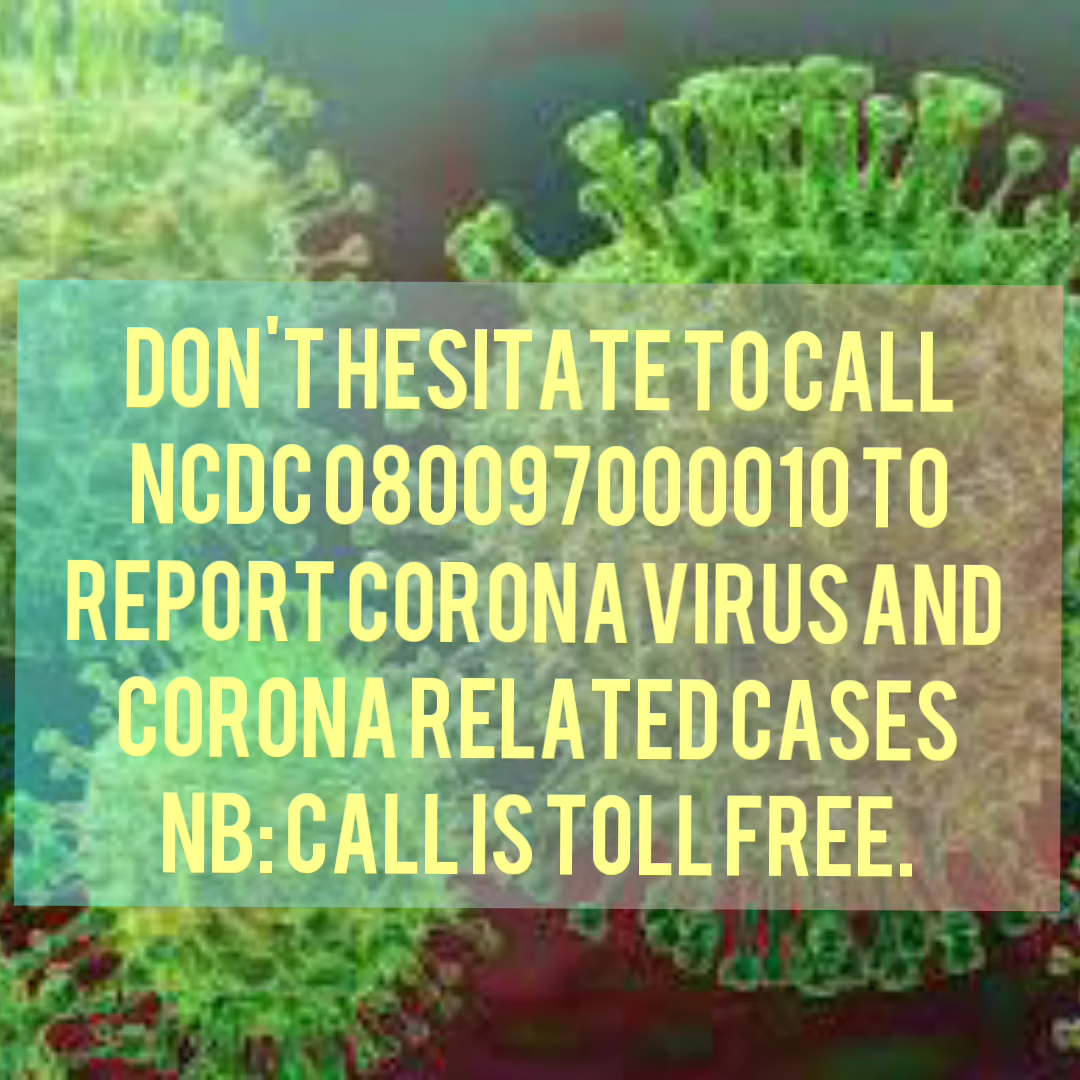 DON'T HESITATE TO CALL
NCDC 080097000010 TO
REPORT CORONA VIRUS AND
CORONA RELATED CASES
NB: CALL IS TOLL FREE.